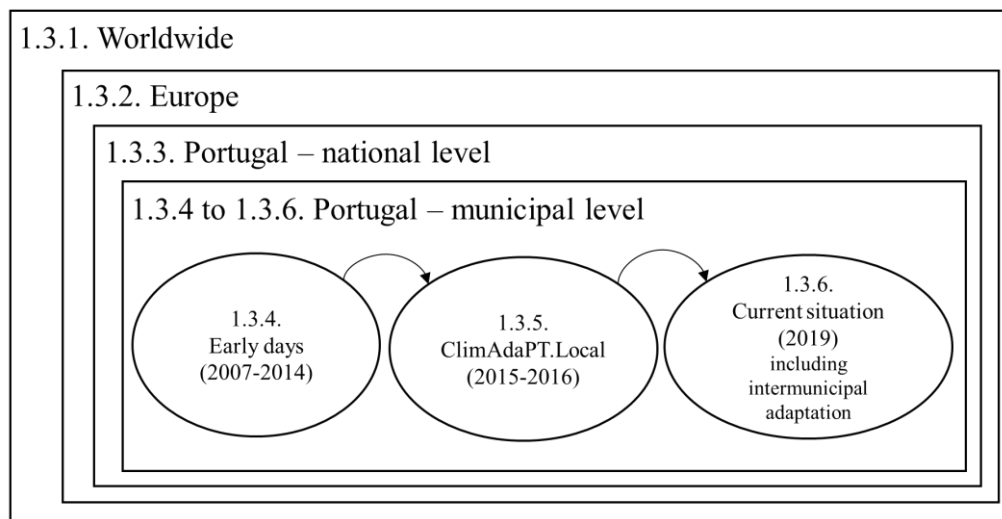 1.3.1. Worldwide
1.3.2. Europe
1.3.3. Portugal – national level
1.3.4 to 1.3.6. Portugal – municipal level
1.3.4.
Early days
(2007-2014)
1.3.5.
ClimAdaPT.Local
(2015-2016)
1.3.6.
Current situation
(2019)
including
intermunicipal
adaptation